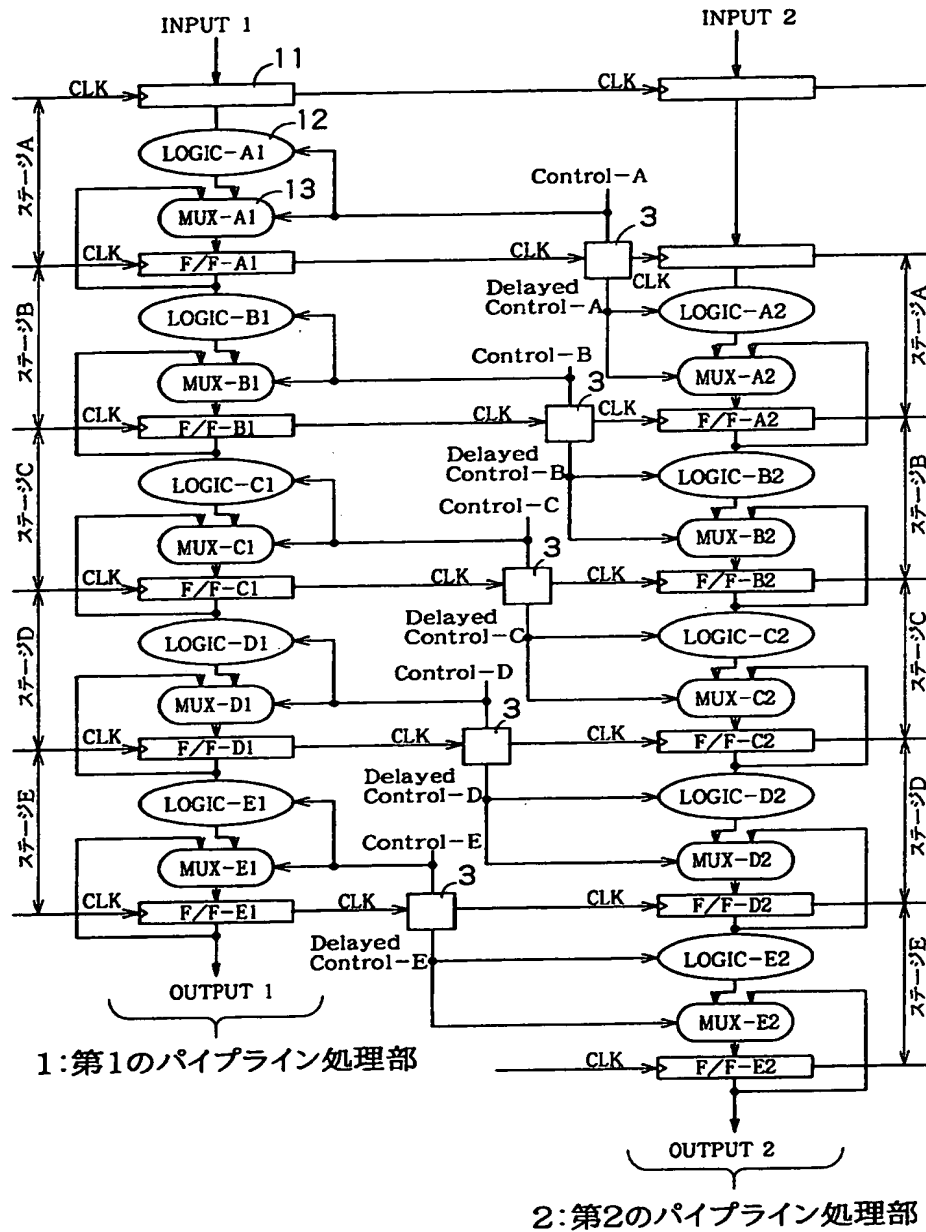 INPUT 1
INPUT 2
11
CLK
CLK
CLK
12
LOGIC-A1
ステージA
Control-A
13
MUX-A1
3
CLK
F/F-A1
CLK
CLK
Delayed
Control-A
LOGIC-A2
ステージA
LOGIC-B1
ステージB
Control-B
MUX-A2
MUX-B1
3
CLK
F/F-B1
CLK
CLK
F/F-A2
Delayed
Control-B
LOGIC-B2
ステージB
LOGIC-C1
ステージC
Control-C
MUX-B2
MUX-C1
3
CLK
F/F-C1
CLK
CLK
F/F-B2
Delayed
Control-C
LOGIC-C2
ステージC
LOGIC-D1
ステージD
Control-D
MUX-C2
MUX-D1
3
CLK
F/F-D1
CLK
CLK
F/F-C2
Delayed
Control-D
LOGIC-D2
ステージD
LOGIC-E1
ステージE
Control-E
MUX-D2
MUX-E1
3
CLK
F/F-E1
CLK
CLK
F/F-D2
Delayed
Control-E
LOGIC-E2
ステージE
OUTPUT 1
MUX-E2
1:第1のパイプライン処理部
CLK
F/F-E2
OUTPUT 2
2:第2のパイプライン処理部